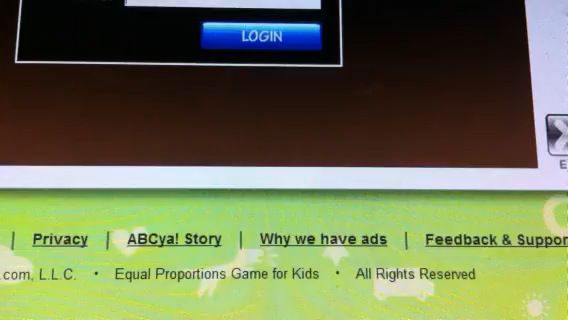 LOGIN
E
| Privacy | ABCya! Story | Why we have ads | Feedback & Suppor
.com, L.L.C. • Equal Proportions Game for Kids • All Rights Reserved